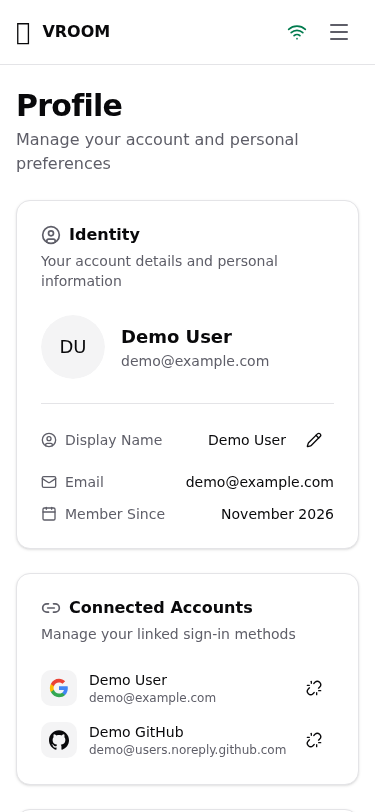 VROOM
Profile
Manage your account and personal
preferences
Identity
Your account details and personal
information
DU
Demo User
demo@example.com
Display Name
Demo User
Email
demo@example.com
Member Since
November 2026
Connected Accounts
Manage your linked sign-in methods
Demo User
demo@example.com
Demo GitHub
demo@users.noreply.github.com